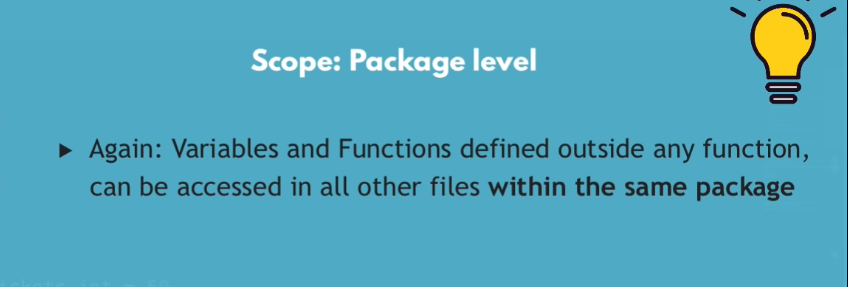 Scope: Package level
▶ Again: Variables and Functions defined outside any function,
can be accessed in all other files within the same package